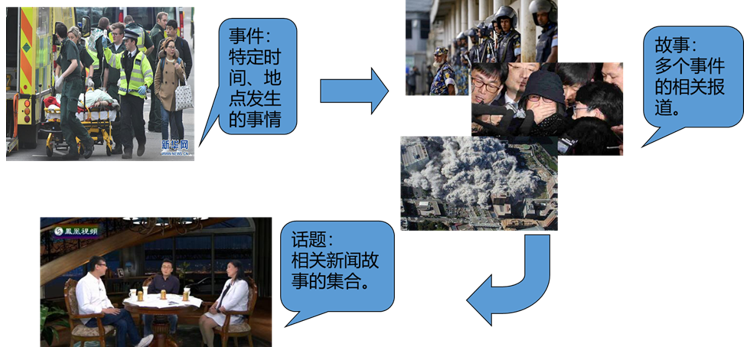 事件：
特定时
间、地
点发生
的事情
故事：
多个事件
的相关报
道。
新华网
凰凰视频
话题：
相关新闻故
事的集合。